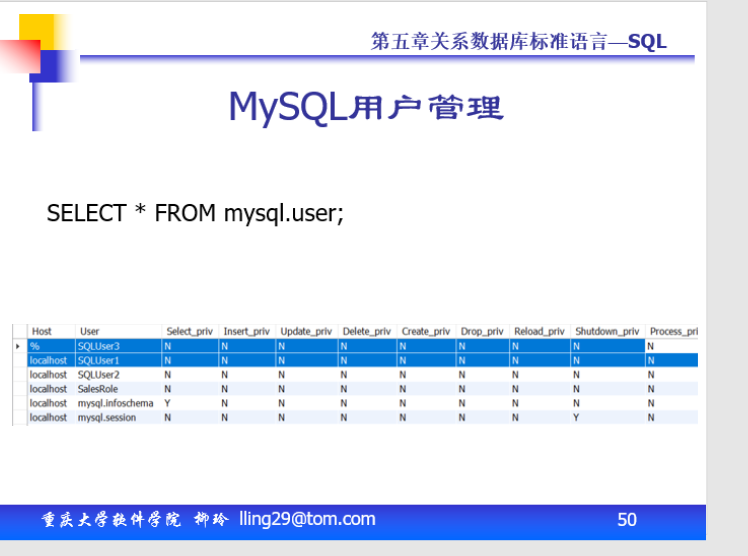 第五章关系数据库标准语言—SQL
MySQL用户管理
SELECT * FROM mysql.user;
Host User Select_priv Insert_priv Update_priv Delete_priv Create_priv Drop_priv Reload_priv Shutdown_priv Process_pri
% SQLUser3 N N N N N N N N N
localhost SQLUser1 N N N N N N N N N
localhost SQLUser2 N N N N N N N N N
localhost SalesRole N N N N N N N N N
localhost mysql.infoschema Y N N N N N N N N
localhost mysql.session N N N N N N N Y N
重庆大学软件学院 柳玲 lling29@tom.com 50